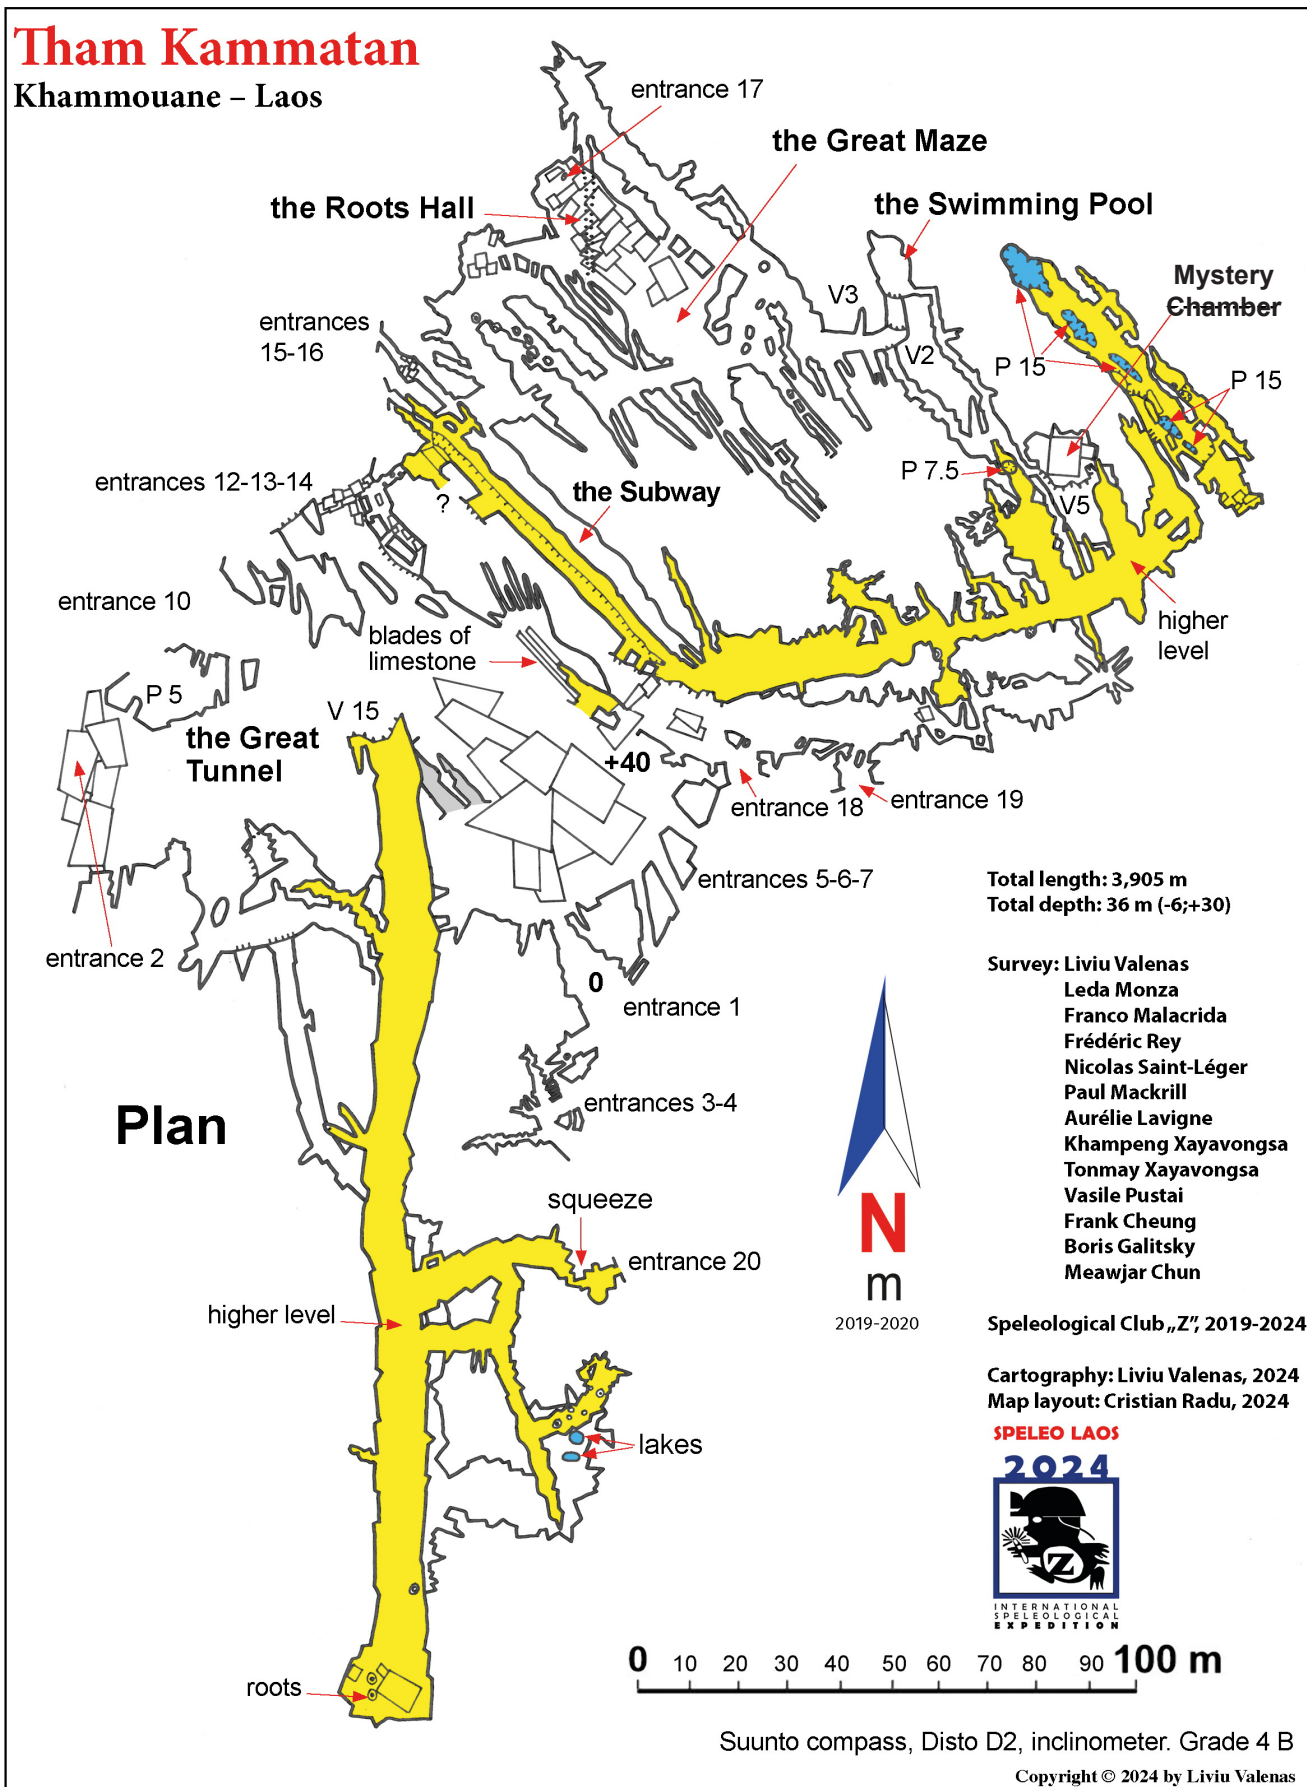 Tham Kammatan
Khammouane – Laos
entrance 17
the Great Maze
the Roots Hall
the Swimming Pool
Mystery
Chamber
V3
entrances
15-16
V2
P 15
P 15
entrances 12-13-14
?
the Subway
P 7.5
V5
entrance 10
blades of
limestone
higher
level
P 5
V 15
the Great
Tunnel
+40
entrance 18
entrance 19
entrances 5-6-7
Total length: 3,905 m
Total depth: 36 m (-6;+30)
entrance 2
0
entrance 1
Survey: Liviu Valenas
Leda Monza
Franco Malacrida
Frédéric Rey
Nicolas Saint-Léger
Paul Mackrill
Aurélie Lavigne
Khampeng Xayavongsa
Tonmay Xayavongsa
Vasile Pustai
Frank Cheung
Boris Galitsky
Meawjar Chun
entrances 3-4
Plan
squeeze
entrance 20
N
m
2019-2020
higher level
Speleological Club „Z”, 2019-2024
Cartography: Liviu Valenas, 2024
Map layout: Cristian Radu, 2024
lakes
SPELEO LAOS
2024
Z
INTERNATIONAL
SPELEOLOGICAL
EXPEDITION
roots
0 10 20 30 40 50 60 70 80 90 100 m
Suunto compass, Disto D2, inclinometer. Grade 4 B
Copyright © 2024 by Liviu Valenas